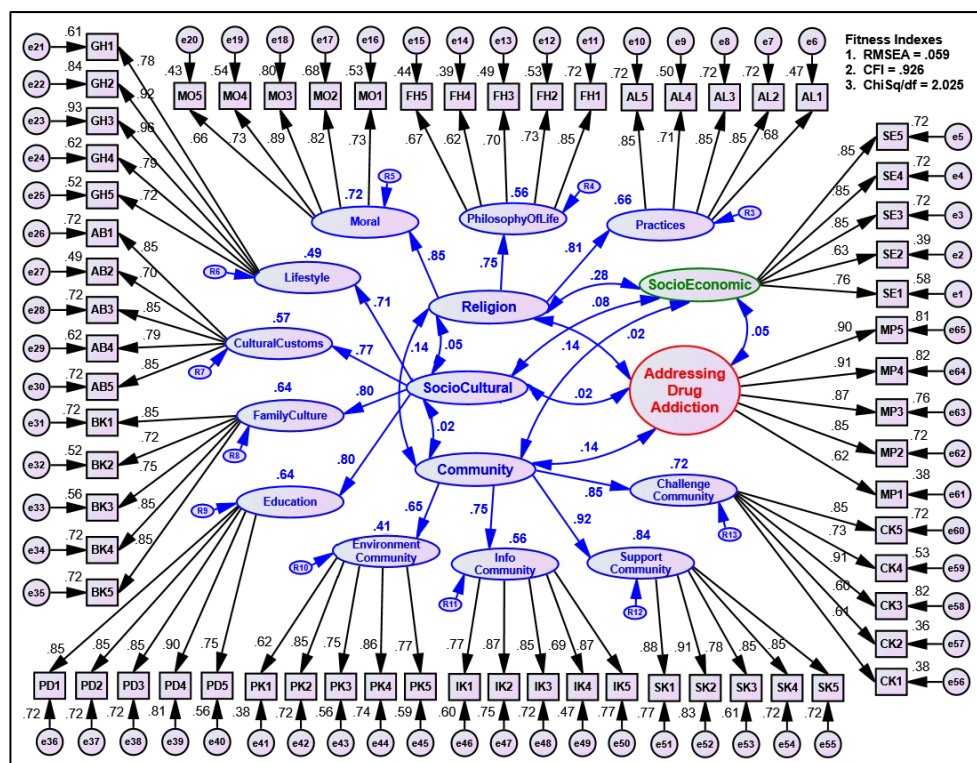 Fitness Indexes
1. RMSEA = .059
2. CFI = .926
3. ChiSq/df = 2.025
e20 e19 e18 e17 e16 e15 e14 e13 e12 e11 e10 e9 e8 e7 e6
.43 .54 .80 .68 .53 .44 .39 .49 .53 .72 .72 .50 .72 .72 .47
MO5 MO4 MO3 MO2 MO1 FH5 FH4 FH3 FH2 FH1 AL5 AL4 AL3 AL2 AL1
.66 .73 .89 .82 .73 .67 .62 .70 .73 .85 .85 .71 .85 .85 .68
e21 .61 GH1 .78
e22 .84 GH2 .92
e23 .93 GH3 .96
e24 .62 GH4 .79
e25 .52 GH5 .72
e26 .72 AB1 .85
e27 .49 AB2 .70
e28 .72 AB3 .85
e29 .62 AB4 .79
e30 .72 AB5 .85
e31 .72 BK1 .85
e32 .52 BK2 .72
e33 .56 BK3 .75
e34 .72 BK4 .85
e35 .72 BK5 .85
.72 R5
Moral
.56 R4
PhilosophyOfLife
.66 R3
Practices
.49
R6 Lifestyle
.57
CulturalCustoms
R7
.64
FamilyCulture
R8
.64
R9 Education
.85 .75 .81
Religion
.28
.08
SocioEconomic
.02
.14 .05 .14
.05
.71
.77
.80
.80
SocioCultural
.02
.02
Addressing
Drug
Addiction
Community
.14
.65 .75 .92 .85
.41
Environment
Community
R10
.56
Info
Community
R11
.84
Support
Community
R12
.72
Challenge
Community
R13
.85 SE5 .72 e5
.85 SE4 .72 e4
.85 SE3 .72 e3
.63 SE2 .39 e2
.76 SE1 .58 e1
.90 MP5 .81 e65
.91 MP4 .82 e64
.87 MP3 .76 e63
.85 MP2 .72 e62
.62 MP1 .38 e61
.85 CK5 .72 e60
.73 CK4 .53 e59
.91 CK3 .82 e58
.60 CK2 .36 e57
.61 CK1 .38 e56
.85 .85 .85 .90 .75 .62 .85 .75 .86 .77 .77 .87 .85 .69 .87 .88 .91 .78 .85 .85
PD1 PD2 PD3 PD4 PD5 PK1 PK2 PK3 PK4 PK5 IK1 IK2 IK3 IK4 IK5 SK1 SK2 SK3 SK4 SK5
.72 .72 .72 .81 .56 .38 .72 .56 .74 .59 .60 .75 .72 .47 .77 .77 .83 .61 .72 .72
e36 e37 e38 e39 e40 e41 e42 e43 e44 e45 e46 e47 e48 e49 e50 e51 e52 e53 e54 e55